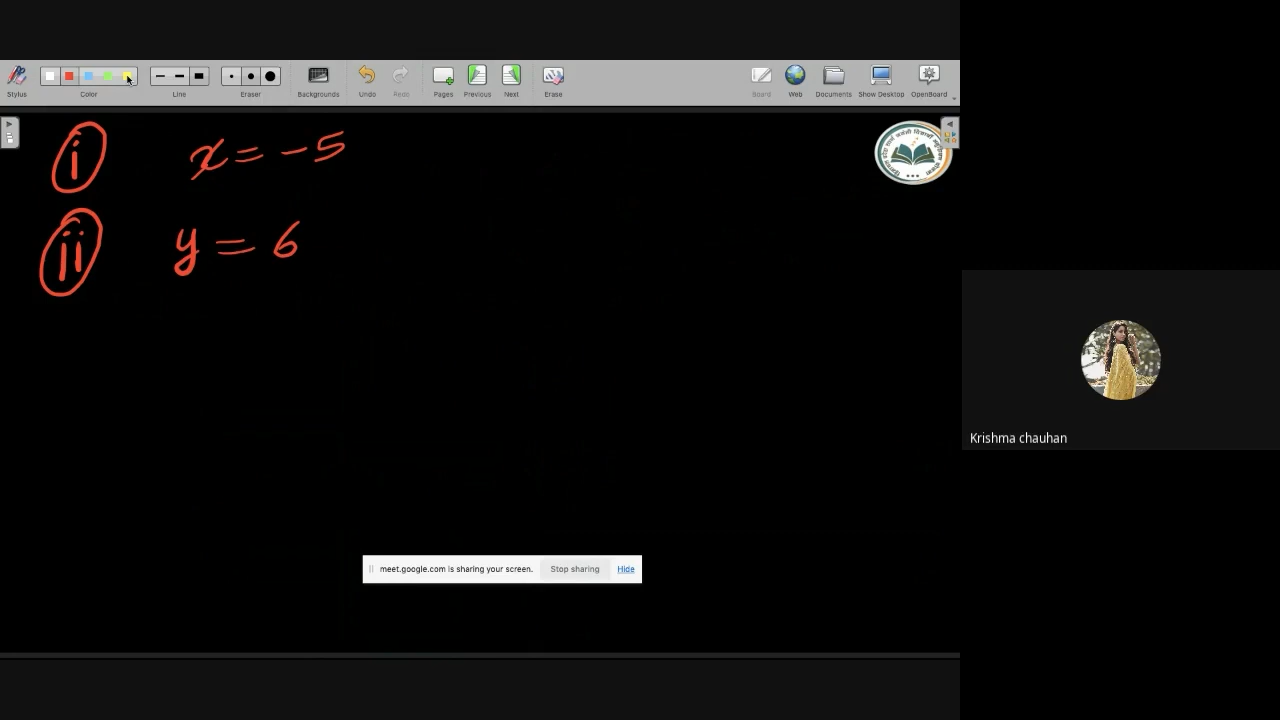 Stylus Color Line Eraser Backgrounds Undo Redo Pages Previous Next Erase Board Web Documents Show Desktop OpenBoard
i x = -5
ii y = 6
Krishma chauhan
meet.google.com is sharing your screen. Stop sharing Hide